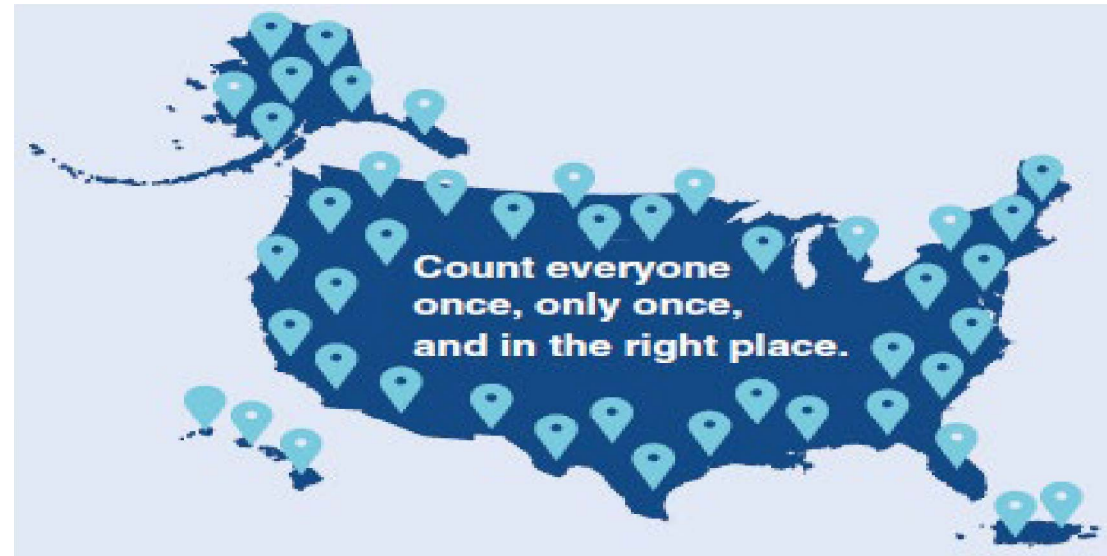 Count everyone
once, only once,
and in the right place.